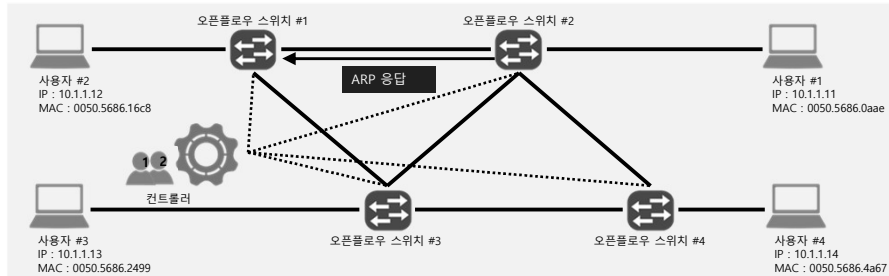 오픈플로우 스위치 #1
오픈플로우 스위치 #2
ARP 응답
사용자 #2
IP : 10.1.1.12
MAC : 0050.5686.16c8
사용자 #1
IP : 10.1.1.11
MAC : 0050.5686.0aae
1 2
컨트롤러
사용자 #3
IP : 10.1.1.13
MAC : 0050.5686.2499
오픈플로우 스위치 #3
오픈플로우 스위치 #4
사용자 #4
IP : 10.1.1.14
MAC : 0050.5686.4a67